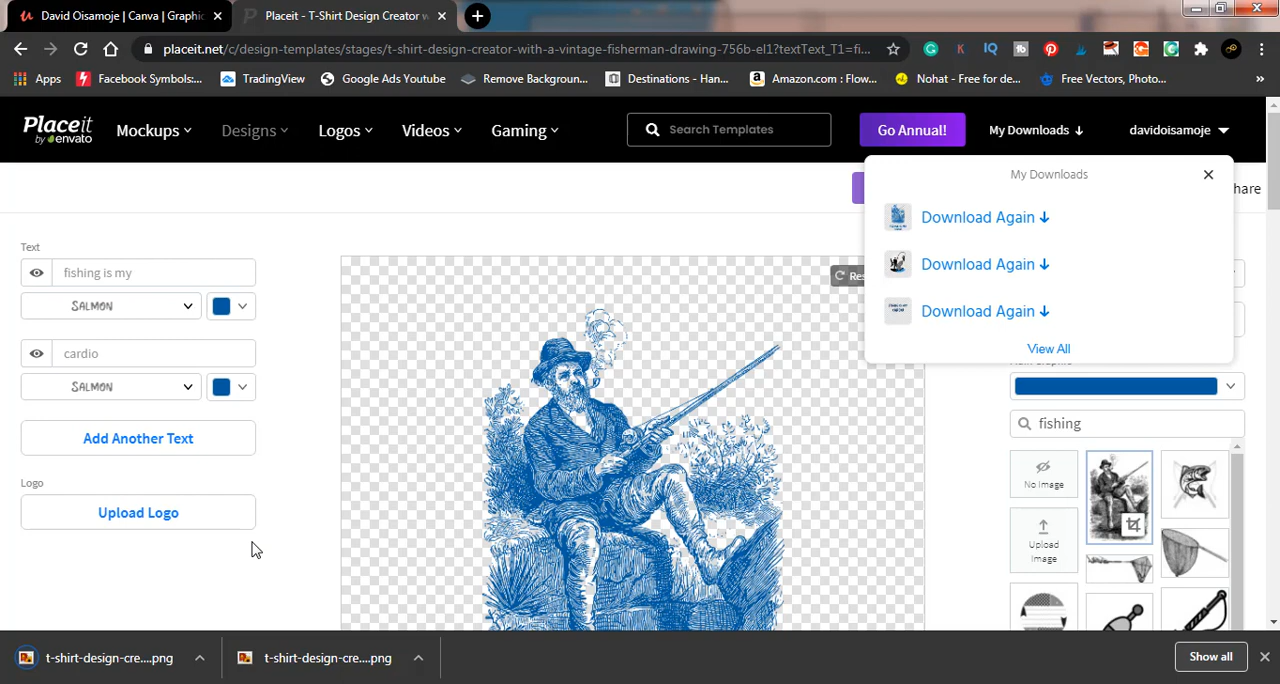 David Oisamoje | Canva | Graphic
Placeit - T-Shirt Design Creator w
placeit.net/c/design-templates/stages/t-shirt-design-creator-with-a-vintage-fisherman-drawing-756b-el1?textText_T1=fi...
Apps
Facebook Symbols:...
TradingView
Google Ads Youtube
Remove Backgroun...
Destinations - Han...
Amazon.com : Flow...
Nohat - Free for de...
Free Vectors, Photo...
»
Placeit
by envato
Mockups
Designs
Logos
Videos
Gaming
Search Templates
Go Annual!
My Downloads
davidoisamoje
My Downloads
hare
Download Again
Download Again
Download Again
View All
Text
fishing is my
SALMON
cardio
SALMON
Add Another Text
Logo
Upload Logo
Res
fishing
No Image
Upload
Image
t-shirt-design-cre....png
t-shirt-design-cre....png
Show all